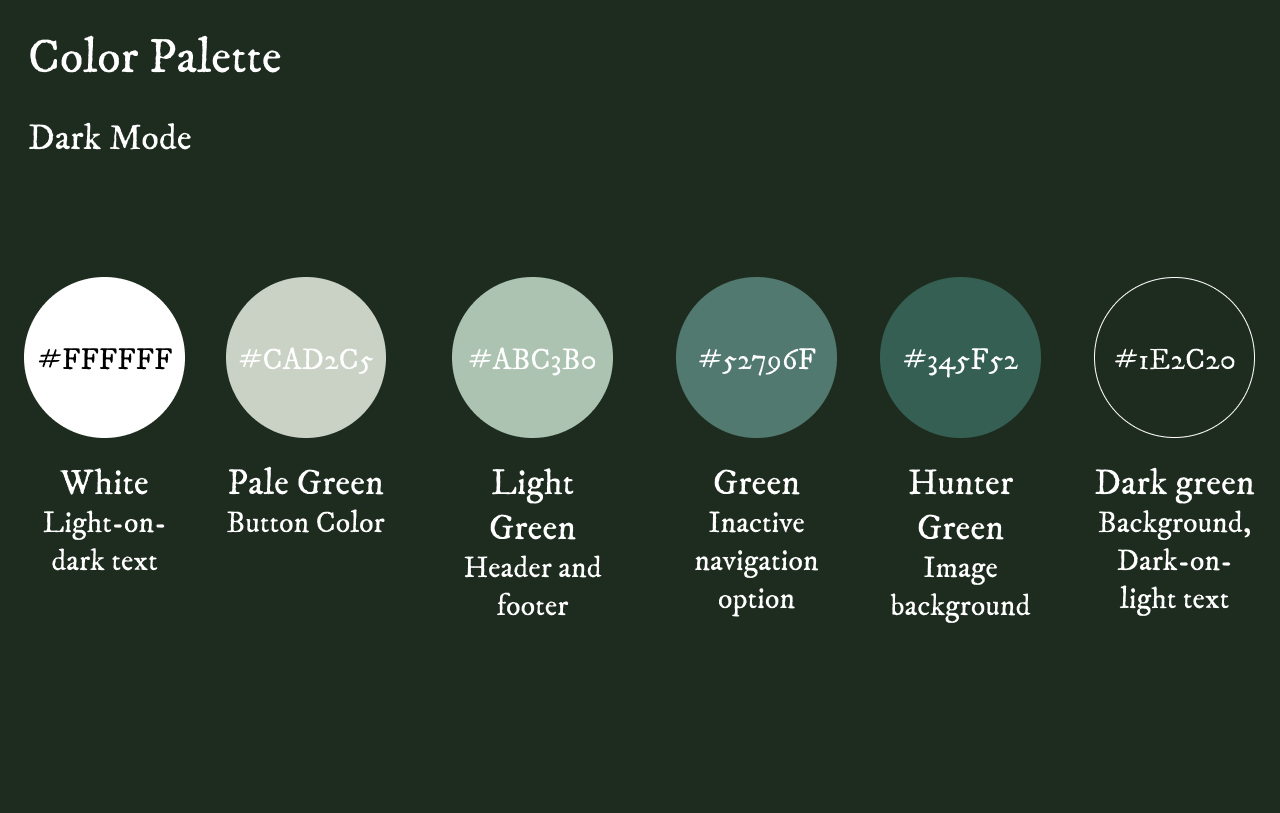 Color Palette
Dark Mode
#FFFFFF
#CAD2C5
#ABC3B0
#52796F
#345F52
#1E2C20
White
Light-on-
dark text
Pale Green
Button Color
Light
Green
Header and
footer
Green
Inactive
navigation
option
Hunter
Green
Image
background
Dark green
Background,
Dark-on-
light text